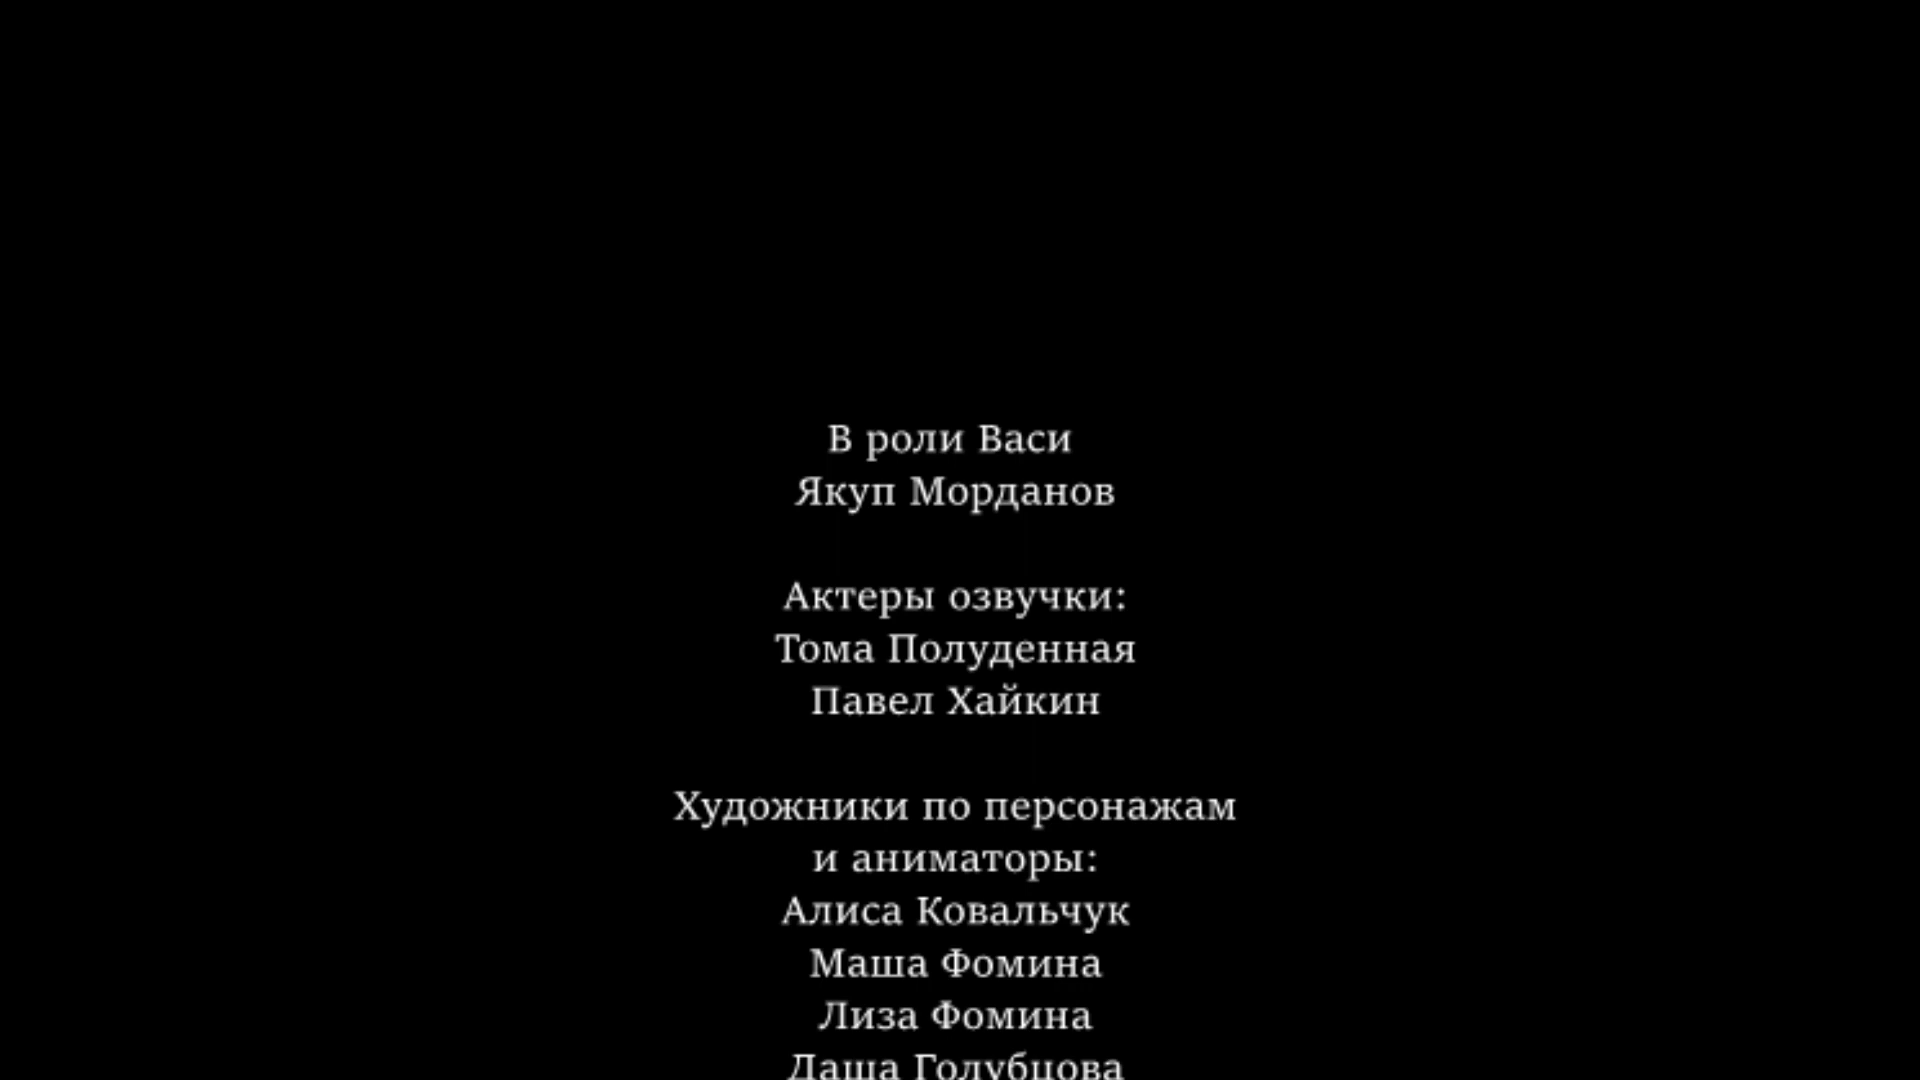 В роли Васи
Якуп Морданов
Актеры озвучки:
Тома Полуденная
Павел Хайкин
Художники по персонажам
и аниматоры:
Алиса Ковальчук
Маша Фомина
Лиза Фомина
Даша Голубцова